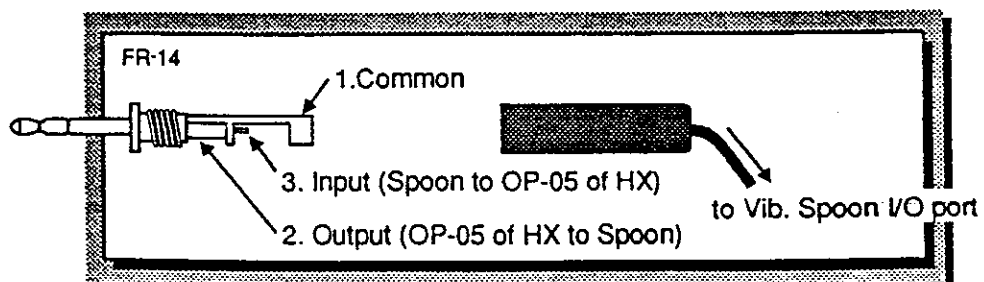 FR-14
1.Common
3. Input (Spoon to OP-05 of HX)
to Vib. Spoon I/O port
2. Output (OP-05 of HX to Spoon)